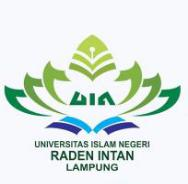 UIN
UNIVERSITAS ISLAM NEGERI
RADEN INTAN
LAMPUNG